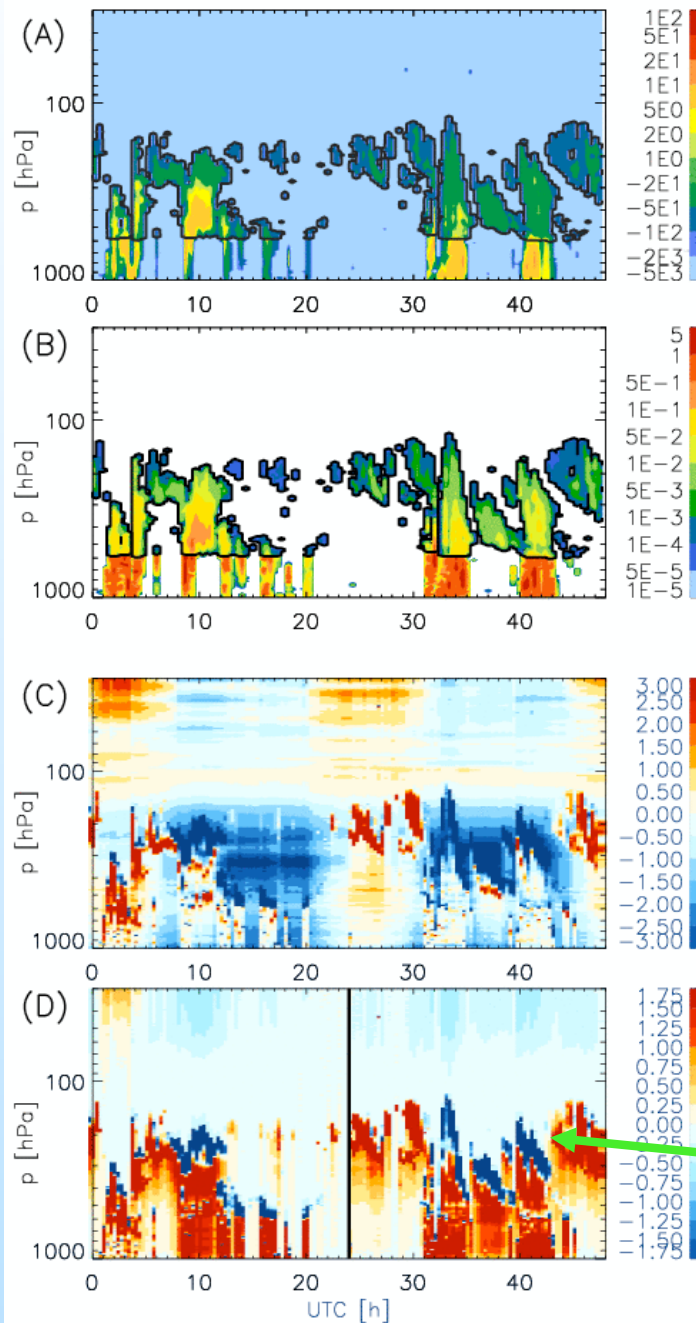 (A)
p [hPa]
100
1000
0
10
20
30
40
1E2
5E1
2E1
1E1
5E0
2E0
1E0
-2E1
-5E1
-1E2
-2E3
-5E3
(B)
p [hPa]
100
1000
0
10
20
30
40
5
1
5E-1
1E-1
5E-2
1E-2
5E-3
1E-3
1E-4
5E-5
1E-5
(C)
p [hPa]
100
1000
0
10
20
30
40
3.00
2.50
2.00
1.50
1.00
0.50
0.00
-0.50
-1.00
-1.50
-2.00
-2.50
-3.00
(D)
p [hPa]
100
1000
0
10
20
30
40
UTC [h]
1.75
1.50
1.25
1.00
0.75
0.50
0.25
0.00
-0.50
-0.75
-1.00
-1.25
-1.50
-1.75